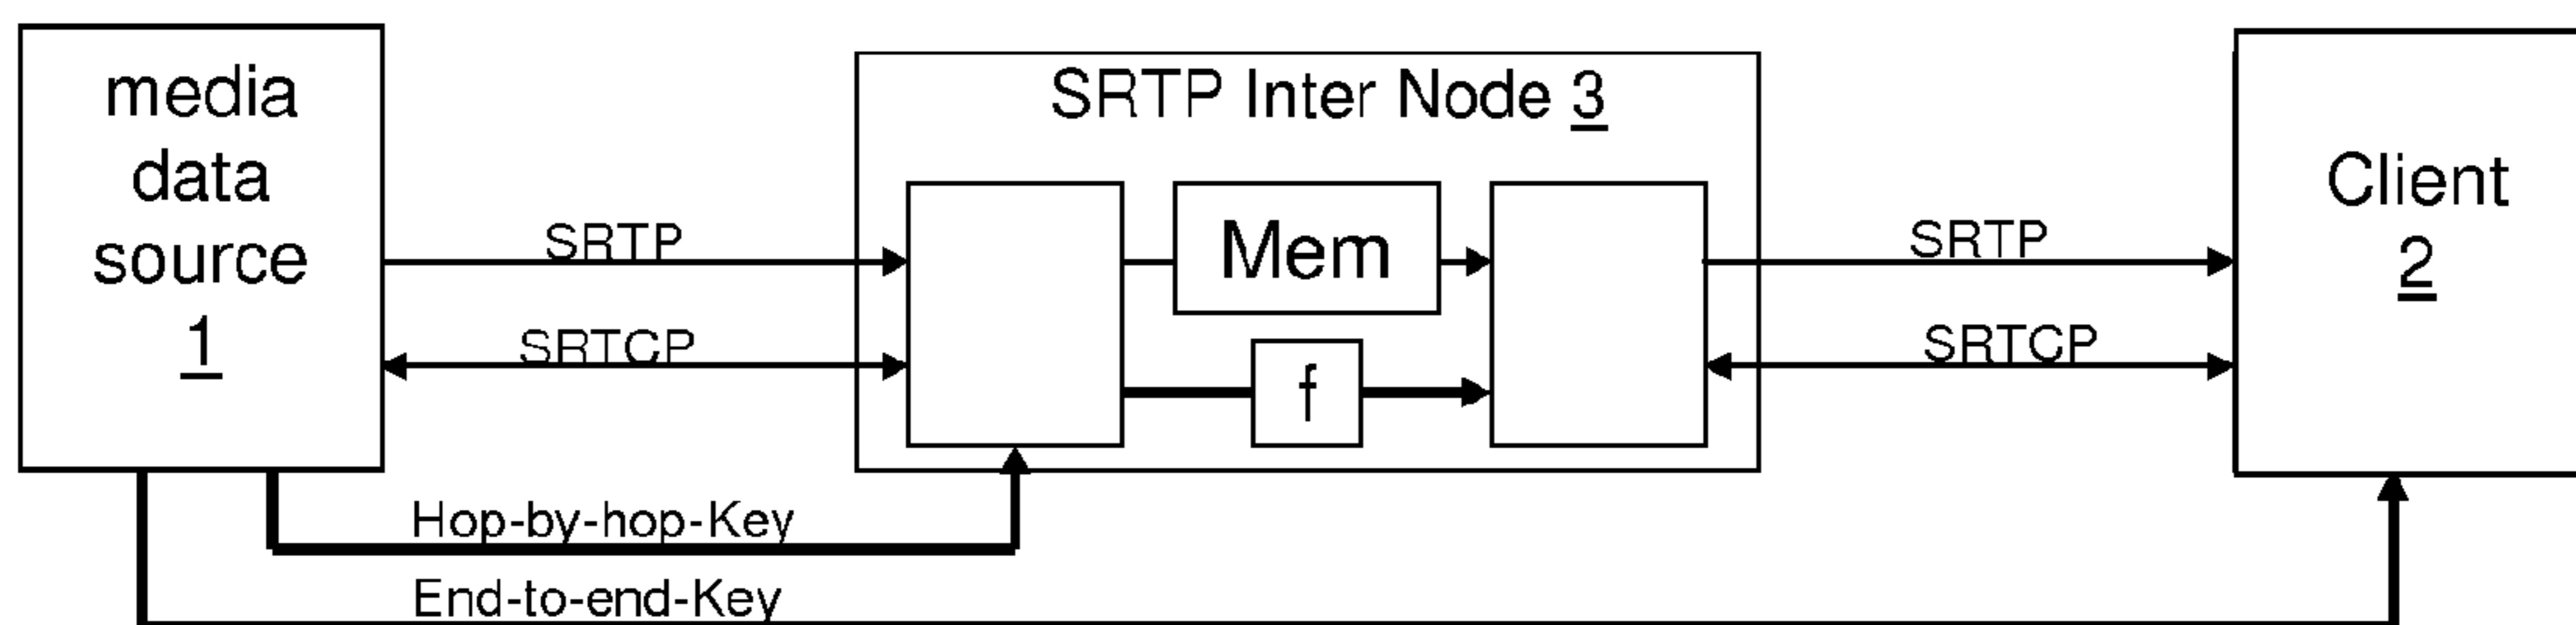 media
data
source
1
SRTP
SRTCP
SRTP Inter Node 3
Mem
f
SRTP
SRTCP
Client
2
Hop-by-hop-Key
End-to-end-Key